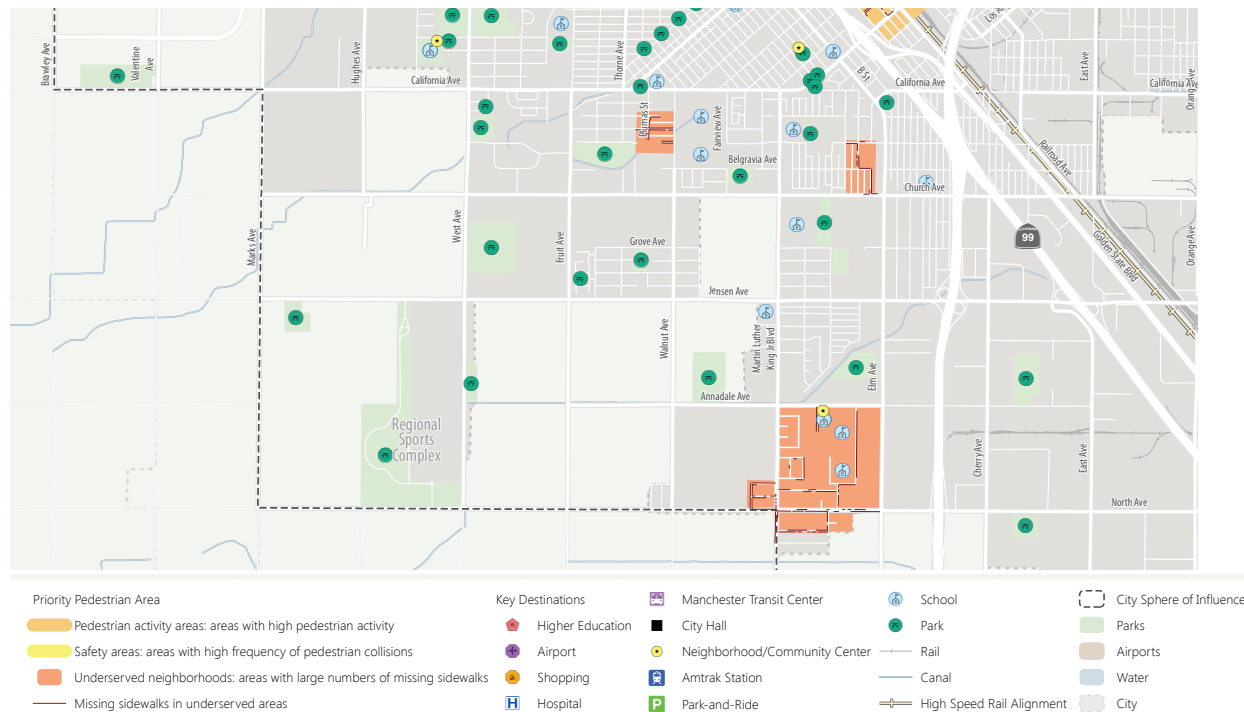 Los A
Brawley Ave
Valentine
Ave
Hughes Ave
California Ave
Thorne Ave
B St
California Ave
East Ave
California Av
Orange
Plumas St
Fairview Ave
Belgravia Ave
Railroad Ave
Church Ave
Marks Ave
West Ave
Fruit Ave
Grove Ave
CALIFORNIA
99
Golden State Blvd
Orange Ave
Jensen Ave
Walnut Ave
Martin Luther
King Jr Blvd
Elm Ave
Annadale Ave
Regional
Sports
Complex
Cherry Ave
East Ave
North Ave
Priority Pedestrian Area
Pedestrian activity areas: areas with high pedestrian activity
Safety areas: areas with high frequency of pedestrian collisions
Underserved neighborhoods: areas with large numbers of missing sidewalks
Missing sidewalks in underserved areas
Key Destinations
Higher Education
Airport
Shopping
H Hospital
Manchester Transit Center
City Hall
Neighborhood/Community Center
Amtrak Station
P Park-and-Ride
School
Park
Rail
Canal
High Speed Rail Alignment
City Sphere of Influence
Parks
Airports
Water
City